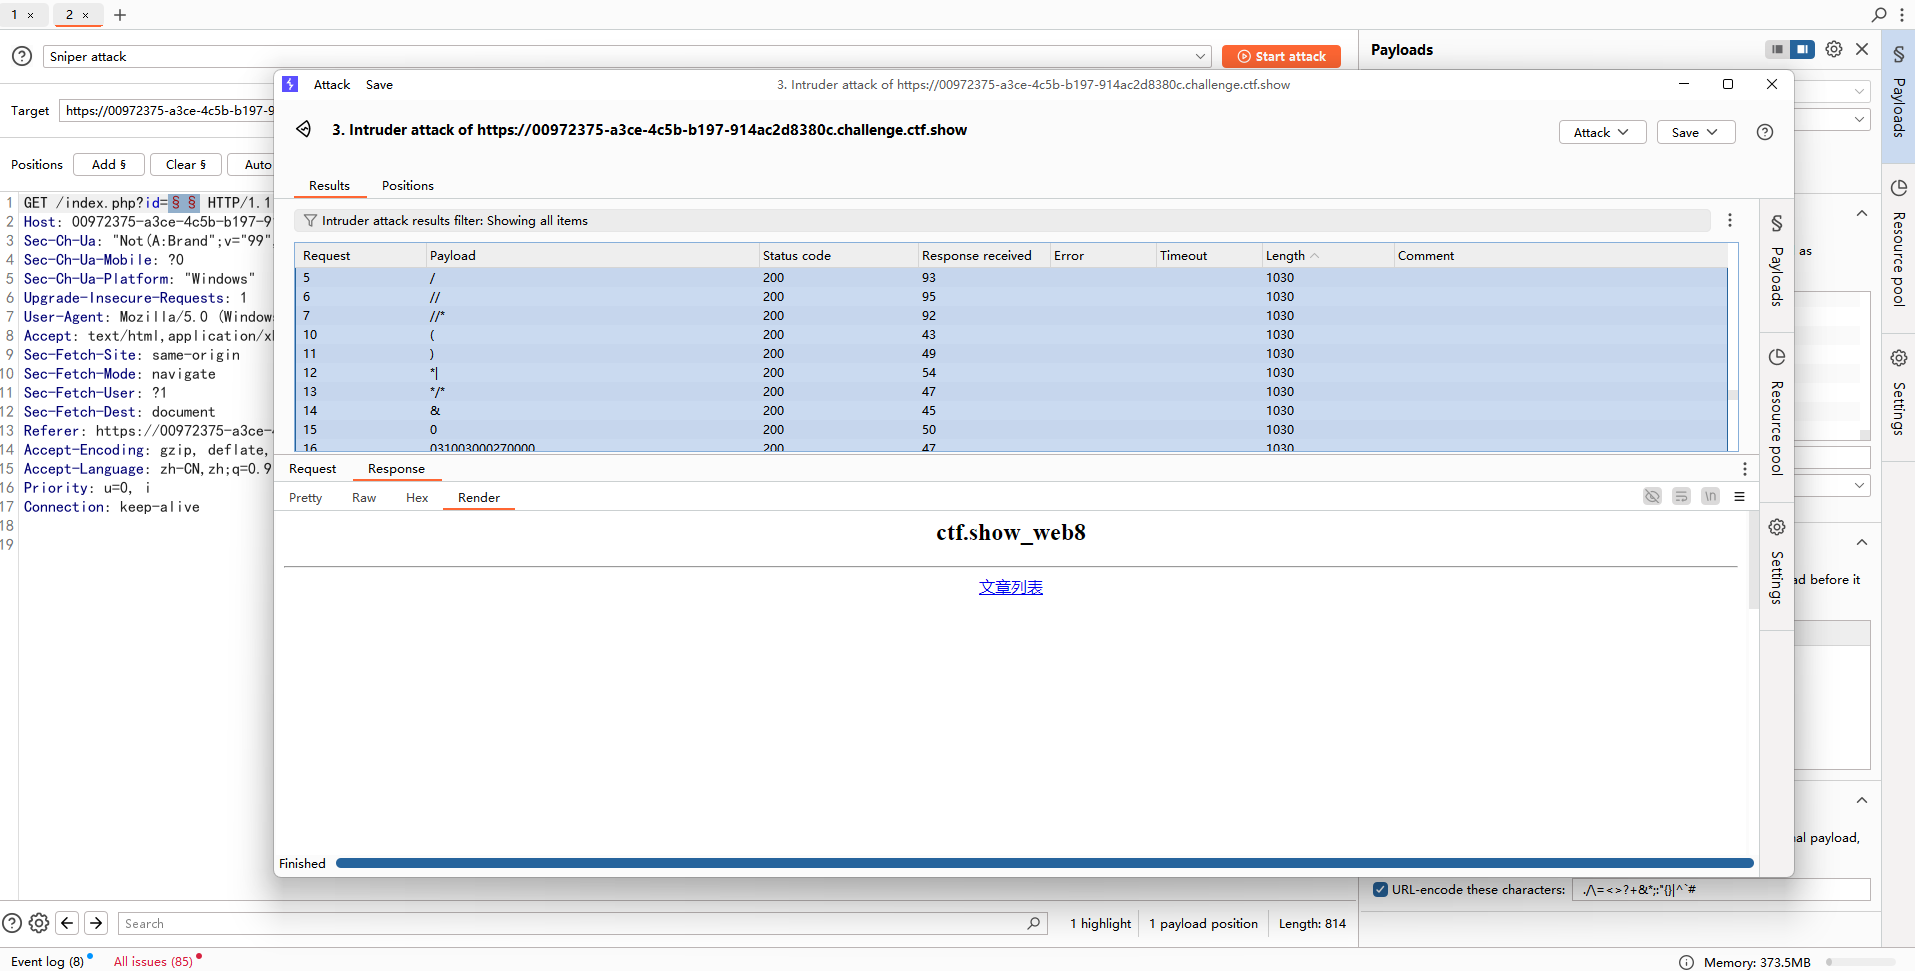 1 ×
2 ×
Sniper attack
Start attack
Payloads
Target
https://00972375-a3ce-4c5b-b197-9
Positions
Add §
Clear §
Auto
1 GET /index.php?id=§ § HTTP/1.1
2 Host: 00972375-a3ce-4c5b-b197-9
3 Sec-Ch-Ua: "Not(A:Brand";v="99"
4 Sec-Ch-Ua-Mobile: ?0
5 Sec-Ch-Ua-Platform: "Windows"
6 Upgrade-Insecure-Requests: 1
7 User-Agent: Mozilla/5.0 (Window
8 Accept: text/html,application/xl
9 Sec-Fetch-Site: same-origin
10 Sec-Fetch-Mode: navigate
11 Sec-Fetch-User: ?1
12 Sec-Fetch-Dest: document
13 Referer: https://00972375-a3ce-
14 Accept-Encoding: gzip, deflate,
15 Accept-Language: zh-CN,zh;q=0.9
16 Priority: u=0, i
17 Connection: keep-alive
18
19
Attack Save
3. Intruder attack of https://00972375-a3ce-4c5b-b197-914ac2d8380c.challenge.ctf.show
3. Intruder attack of https://00972375-a3ce-4c5b-b197-914ac2d8380c.challenge.ctf.show
Attack
Save
Results Positions
Intruder attack results filter: Showing all items
Request Payload Status code Response received Error Timeout Length Comment
5 / 200 93 1030
6 // 200 95 1030
7 //* 200 92 1030
10 ( 200 43 1030
11 ) 200 49 1030
12 *| 200 54 1030
13 */* 200 47 1030
14 & 200 45 1030
15 0 200 50 1030
16 031003000270000 200 47 1030
Request Response
Pretty Raw Hex Render
\n
ctf.show_web8
文章列表
Finished
§ Payloads
Resource pool
Settings
as
ad before it
al payload,
URL-encode these characters: ./\=<>?+&*;:"{}|^`#
§ Payloads
Resource pool
Settings
Search
1 highlight
1 payload position
Length: 814
Event log (8)
All issues (85)
Memory: 373.5MB